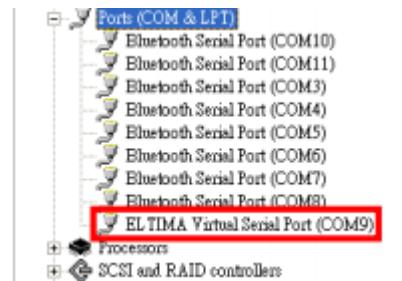 Ports (COM & LPT)
Bluetooth Serial Port (COM10)
Bluetooth Serial Port (COM11)
Bluetooth Serial Port (COM3)
Bluetooth Serial Port (COM4)
Bluetooth Serial Port (COM5)
Bluetooth Serial Port (COM6)
Bluetooth Serial Port (COM7)
Bluetooth Serial Port (COM8)
ELTIMA Virtual Serial Port (COM9)
Processors
SCSI and RAID controllers